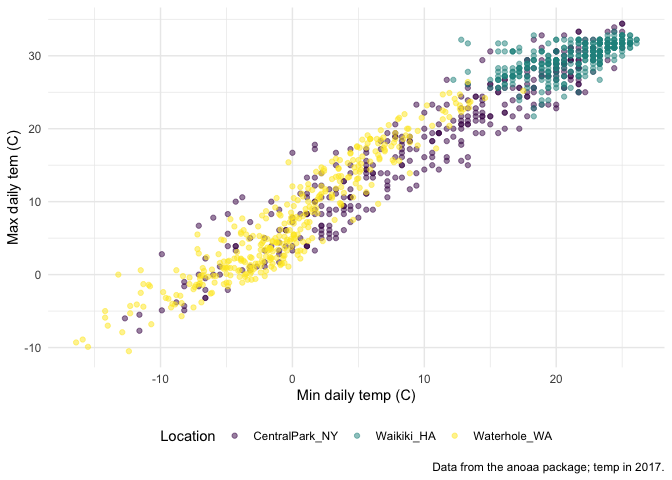 30
20
10
0
-10
Max daily tem (C)
-10 0 10 20
Min daily temp (C)
Location CentralPark_NY Waikiki_HA Waterhole_WA
Data from the anoaa package; temp in 2017.